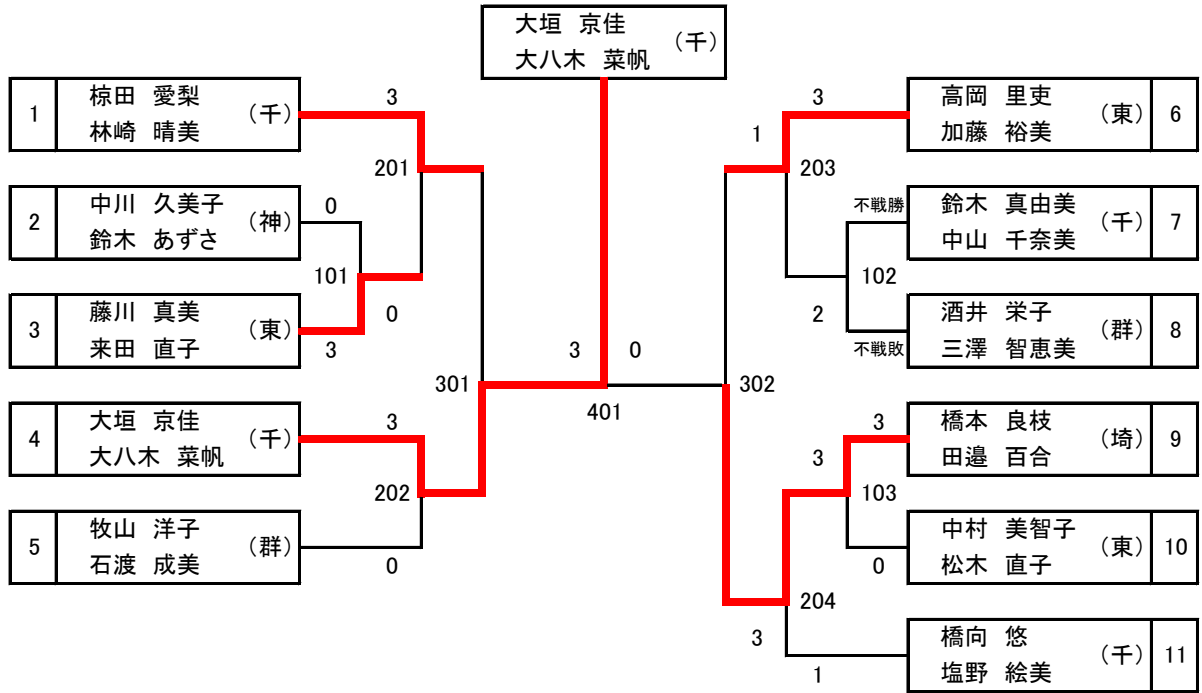 大垣 京佳
大八木 菜帆
(千)
1
椋田 愛梨
林崎 晴美
(千)
3
201
2
中川 久美子
鈴木 あずさ
(神)
0
101
3
藤川 真美
来田 直子
(東)
3
0
301
4
大垣 京佳
大八木 菜帆
(千)
3
202
5
牧山 洋子
石渡 成美
(群)
0
3
0
401
3
高岡 里吏
加藤 裕美
(東)
6
1
203
不戦勝
鈴木 真由美
中山 千奈美
(千)
7
102
2
不戦敗
酒井 栄子
三澤 智恵美
(群)
8
302
3
橋本 良枝
田邉 百合
(埼)
9
3
103
0
中村 美智子
松木 直子
(東)
10
204
3
1
橋向 悠
塩野 絵美
(千)
11